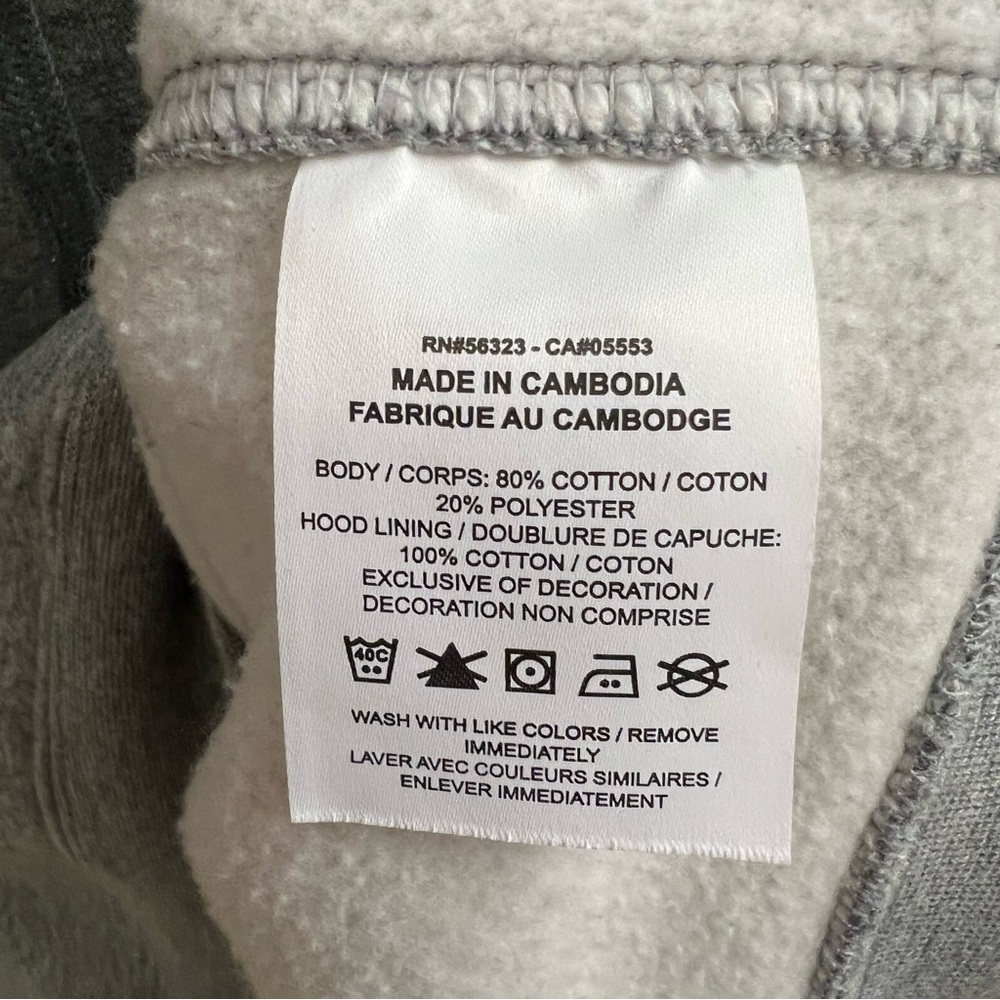 RN#56323 - CA#05553
MADE IN CAMBODIA
FABRIQUE AU CAMBODGE
BODY / CORPS: 80% COTTON / COTON
20% POLYESTER
HOOD LINING / DOUBLURE DE CAPUCHE:
100% COTTON / COTON
EXCLUSIVE OF DECORATION /
DECORATION NON COMPRISE
40C
WASH WITH LIKE COLORS / REMOVE
IMMEDIATELY
LAVER AVEC COULEURS SIMILAIRES /
ENLEVER IMMEDIATEMENT